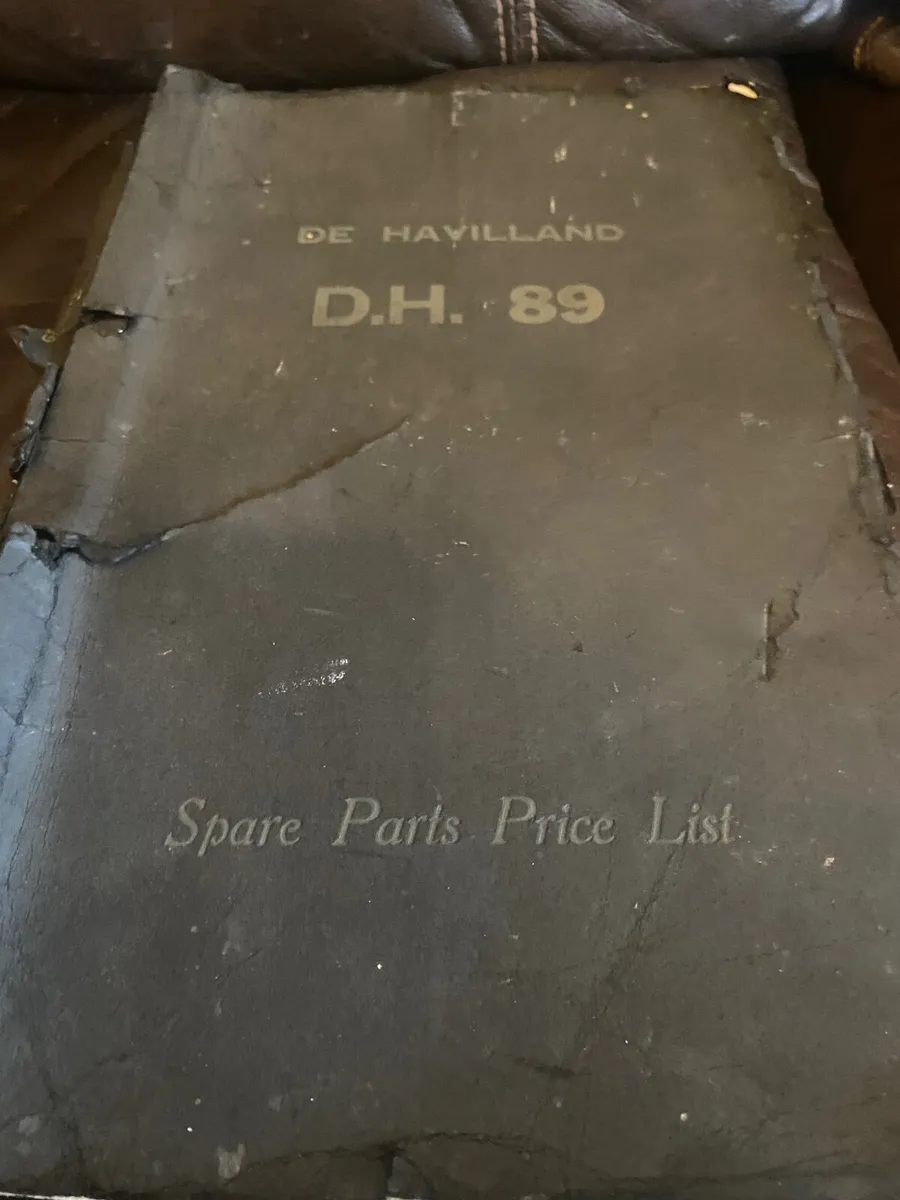 DE HAVILLAND
D.H. 89
Spare Parts Price List